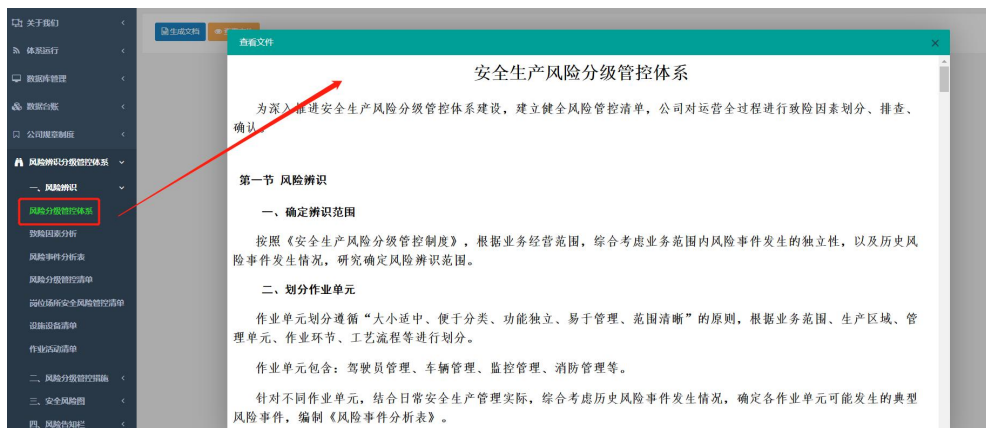 关于我们
体系运行
数据库管理
数据台账
公司规章制度
风险辨识分级管控体系
一、风险辨识
风险分级管控体系
致险因素分析
风险事件分析表
风险分级管控清单
岗位场所安全风险管控清单
设施设备清单
作业活动清单
二、风险分级管控措施
三、安全风险图
四、风险告知栏
生成文档
查看文件
×
安全生产风险分级管控体系
为深入推进安全生产风险分级管控体系建设，建立健全风险管控清单，公司对运营全过程进行致险因素划分、排查、
确认。
第一节 风险辨识
一、确定辨识范围
按照《安全生产风险分级管控制度》，根据业务经营范围，综合考虑业务范围内风险事件发生的独立性，以及历史风
险事件发生情况，研究确定风险辨识范围。
二、划分作业单元
作业单元划分遵循“大小适中、便于分类、功能独立、易于管理、范围清晰”的原则，根据业务范围、生产区域、管
理单元、作业环节、工艺流程等进行划分。
作业单元包含：驾驶员管理、车辆管理、监控管理、消防管理等。
针对不同作业单元，结合日常安全生产管理实际，综合考虑历史风险事件发生情况，确定各作业单元可能发生的典型
风险事件，编制《风险事件分析表》。